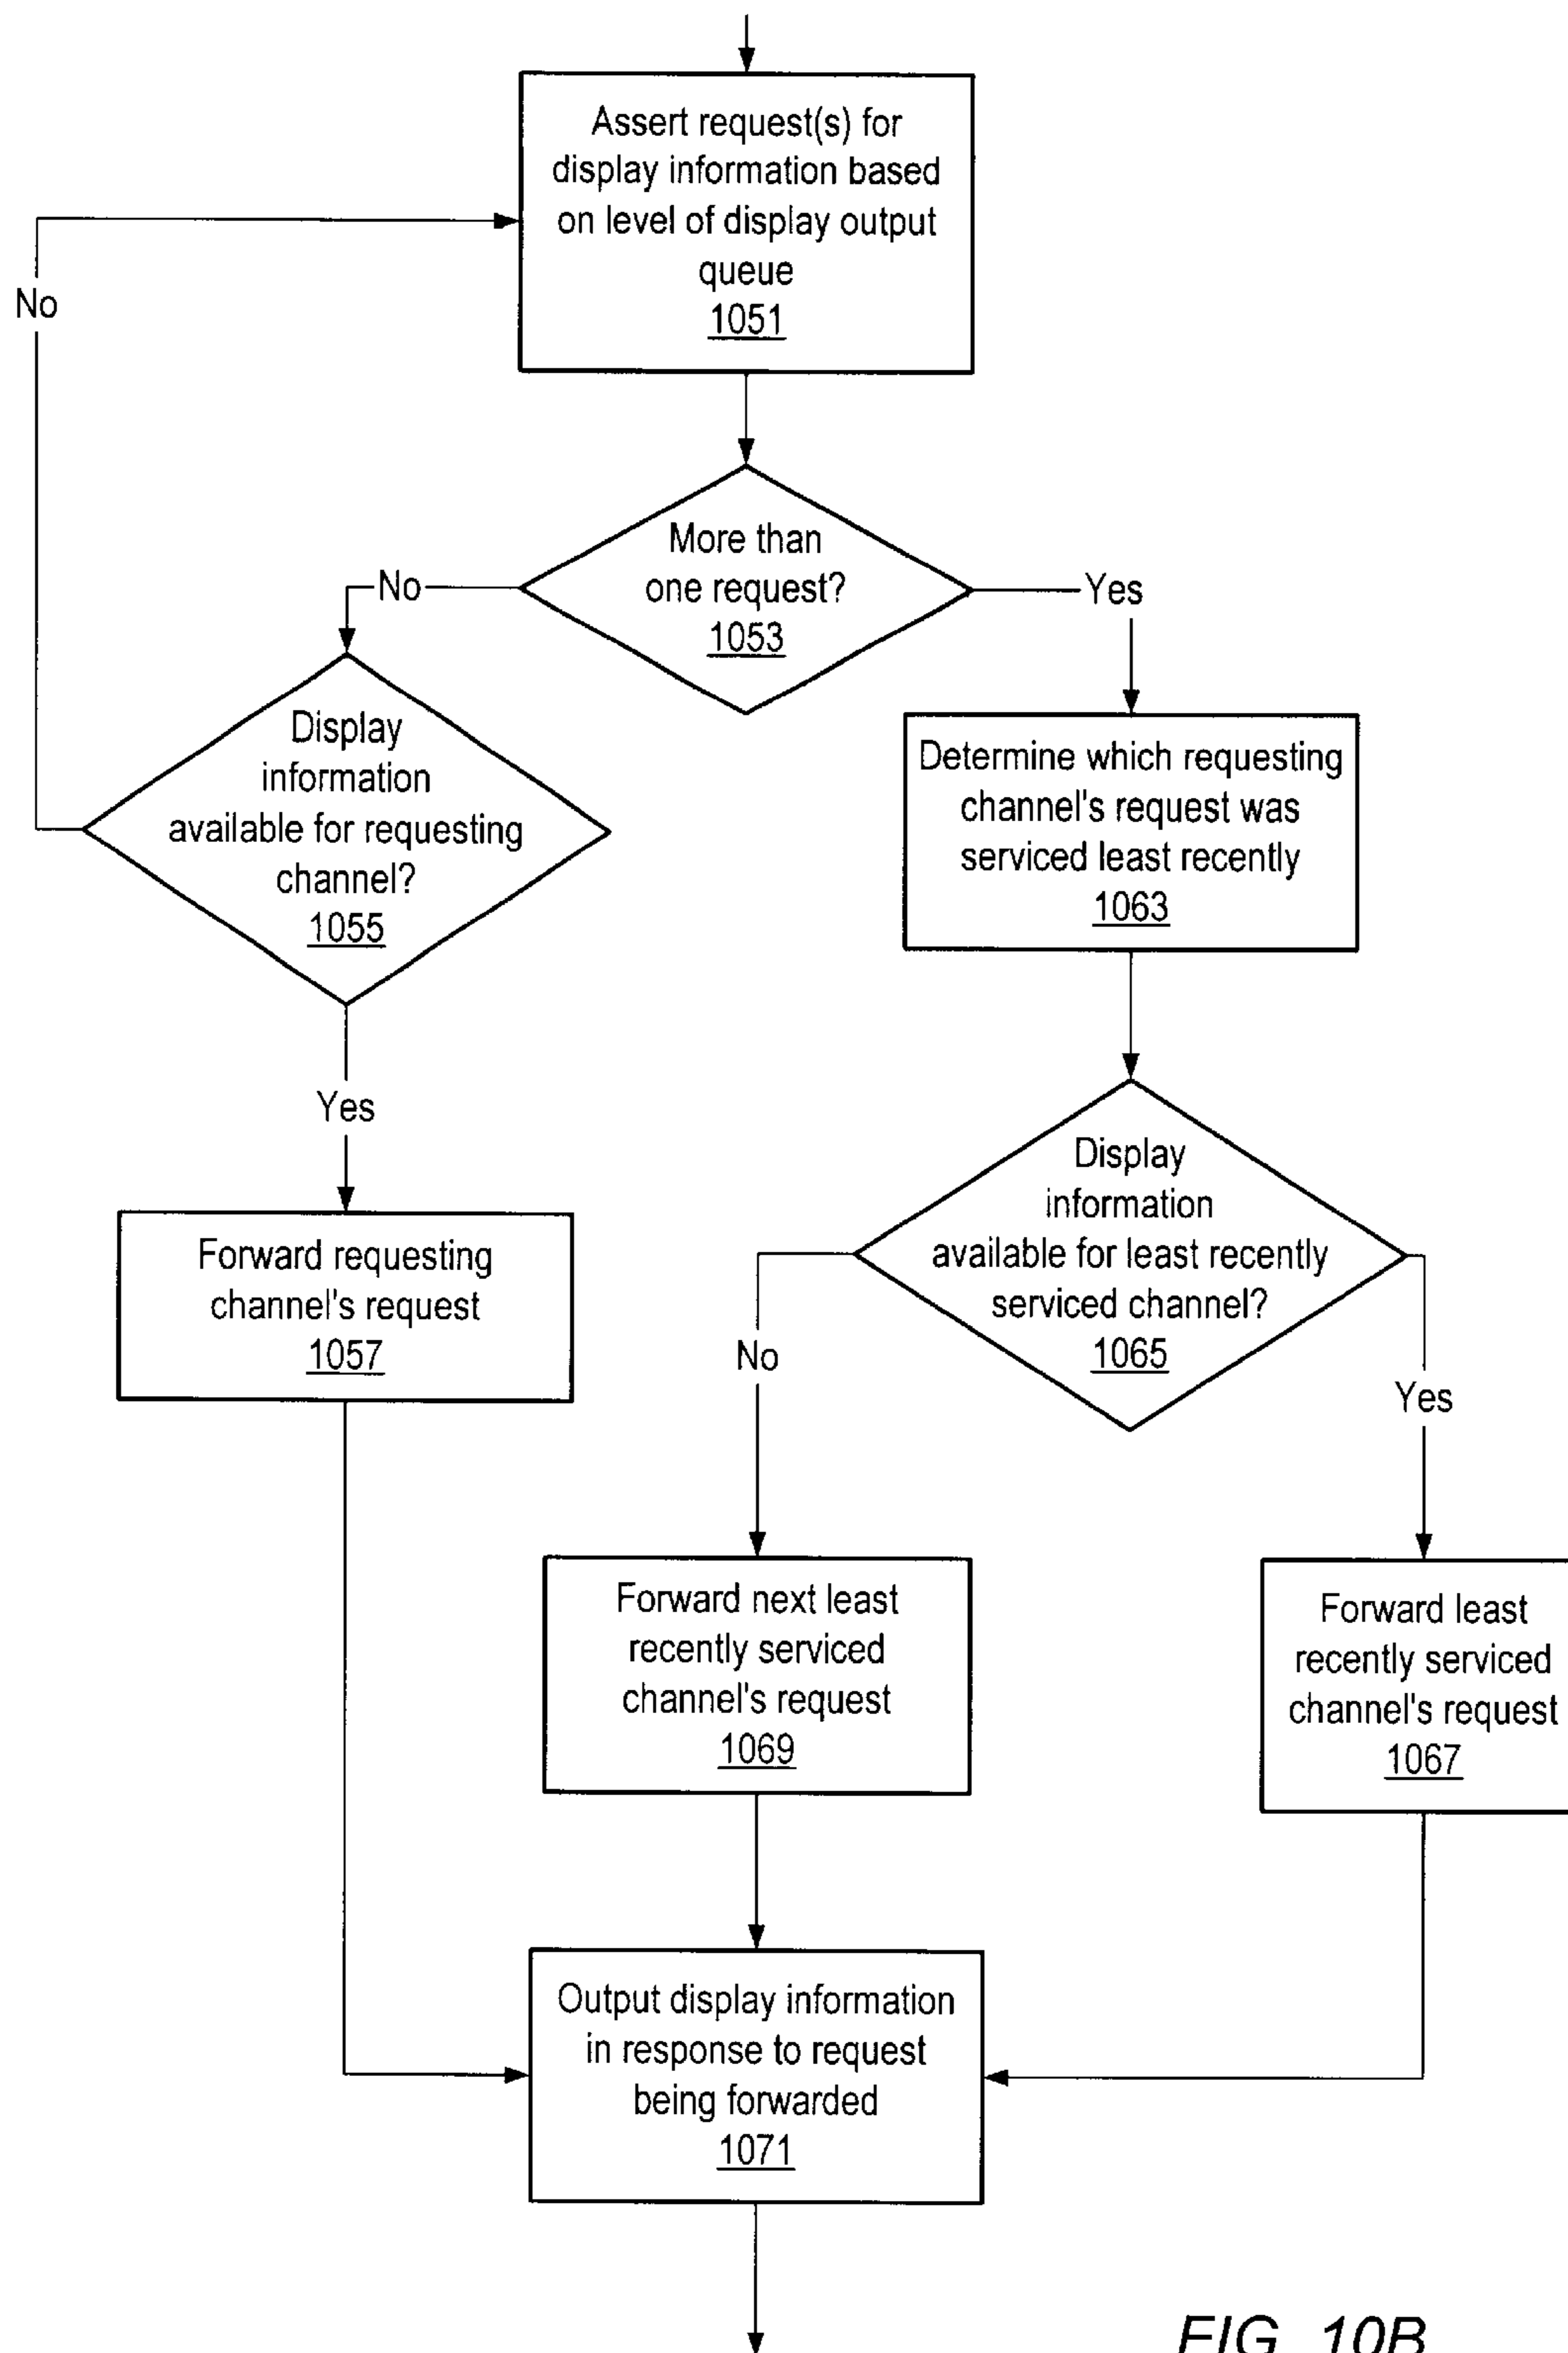 Assert request(s) for
display information based
on level of display output
queue
1051
No
More than
one request?
1053
No
Yes
Display
information
available for requesting
channel?
1055
Determine which requesting
channel's request was
serviced least recently
1063
Yes
Display
information
available for least recently
serviced channel?
1065
Forward requesting
channel's request
1057
No
Yes
Forward next least
recently serviced
channel's request
1069
Forward least
recently serviced
channel's request
1067
Output display information
in response to request
being forwarded
1071
FIG. 10B